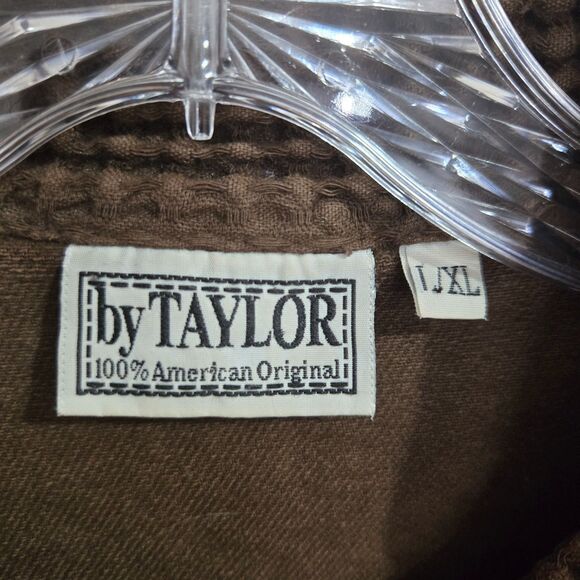 by TAYLOR
100% American Original
L/XL